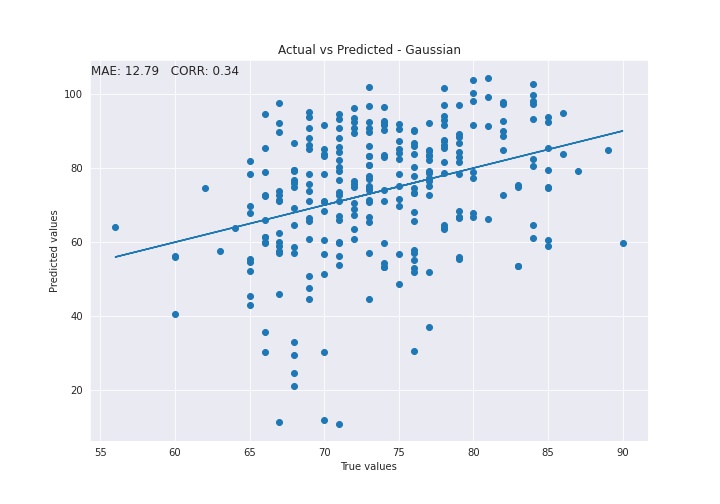 Actual vs Predicted - Gaussian
MAE: 12.79 CORR: 0.34
100
80
60
40
20
Predicted values
55 60 65 70 75 80 85 90
True values